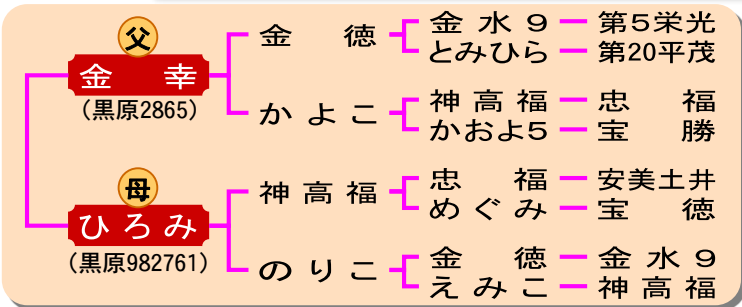 父
金幸
(黒原2865)
金徳
金水9 第5栄光
とみひら 第20平茂
かよこ
神高福 忠福
かおよ5 宝勝
母
ひろみ
(黒原982761)
神高福
忠福 安美土井
めぐみ 宝徳
のりこ
金徳 金水9
えみこ 神高福